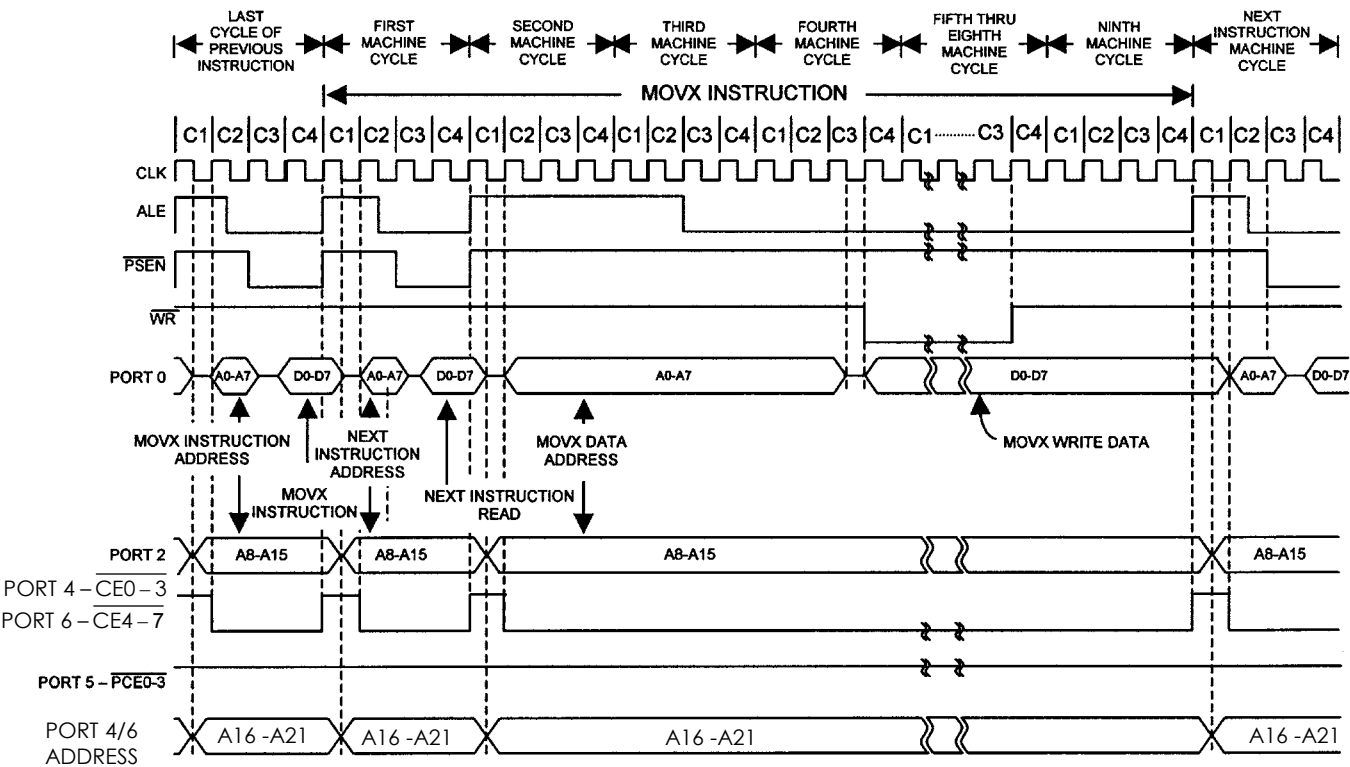 LAST
CYCLE OF
PREVIOUS
INSTRUCTION
FIRST
MACHINE
CYCLE
SECOND
MACHINE
CYCLE
THIRD
MACHINE
CYCLE
FOURTH
MACHINE
CYCLE
FIFTH THRU
EIGHTH
MACHINE
CYCLE
NINTH
MACHINE
CYCLE
NEXT
INSTRUCTION
MACHINE
CYCLE
MOVX INSTRUCTION
C1 C2 C3 C4 C1 C2 C3 C4 C1 C2 C3 C4 C1 C2 C3 C4 C1 C2 C3 C4 C1 C3 C4 C1 C2 C3 C4 C1 C2 C3 C4
CLK
ALE
PSEN
WR
PORT 0 A0-A7 D0-D7 A0-A7 D0-D7 A0-A7 D0-D7 A0-A7 D0-D7
MOVX INSTRUCTION
ADDRESS
NEXT
INSTRUCTION
ADDRESS
MOVX DATA
ADDRESS
MOVX WRITE DATA
MOVX
INSTRUCTION
NEXT INSTRUCTION
READ
PORT 2 A8-A15 A8-A15 A8-A15 A8-A15
PORT 4 – CE0 – 3
PORT 6 – CE4 – 7
PORT 5 – PCE0-3
PORT 4/6
ADDRESS
A16 -A21 A16 -A21 A16 -A21 A16 -A21